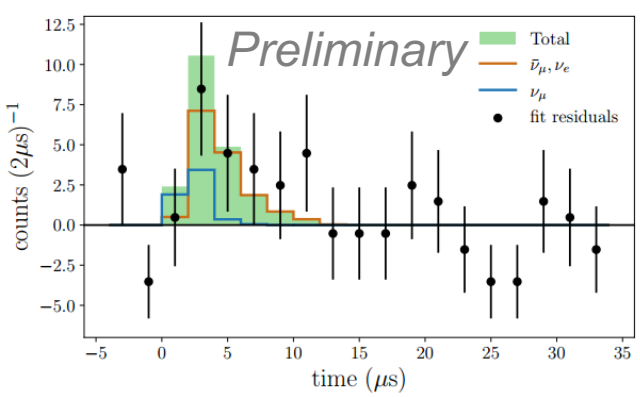 Preliminary
Total
ν̄μ, νe
νμ
fit residuals
counts (2μs)⁻¹
12.5
10.0
7.5
5.0
2.5
0.0
−2.5
−5.0
−5 0 5 10 15 20 25 30 35
time (μs)